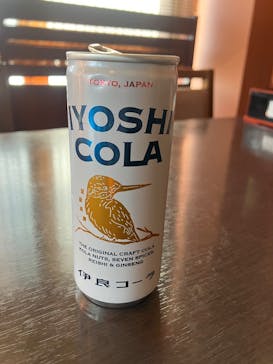 TOKYO, JAPAN
IYOSHI
COLA
THE ORIGINAL CRAFT COLA
KOLA NUTS, SEVEN SPICES
REISHI & GINSENG
伊良コーラ